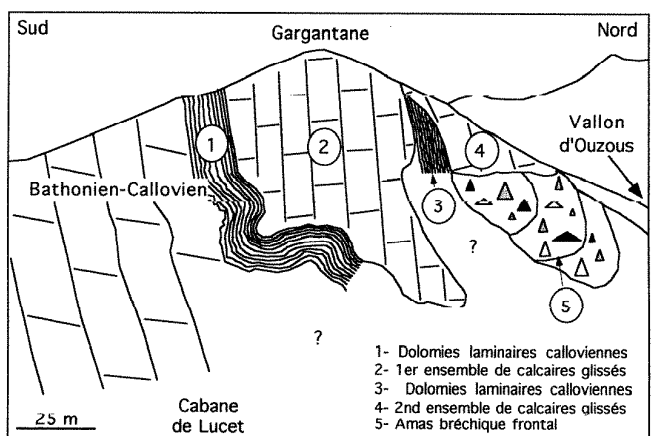 Sud
Gargantane
Nord
Vallon
d'Ouzous
1
2
4
Bathonien-Callovien
3
?
5
?
1- Dolomies laminaires calloviennes
2- 1er ensemble de calcaires glissés
3- Dolomies laminaires calloviennes
4- 2nd ensemble de calcaires glissés
5- Amas bréchique frontal
25 m
Cabane
de Lucet